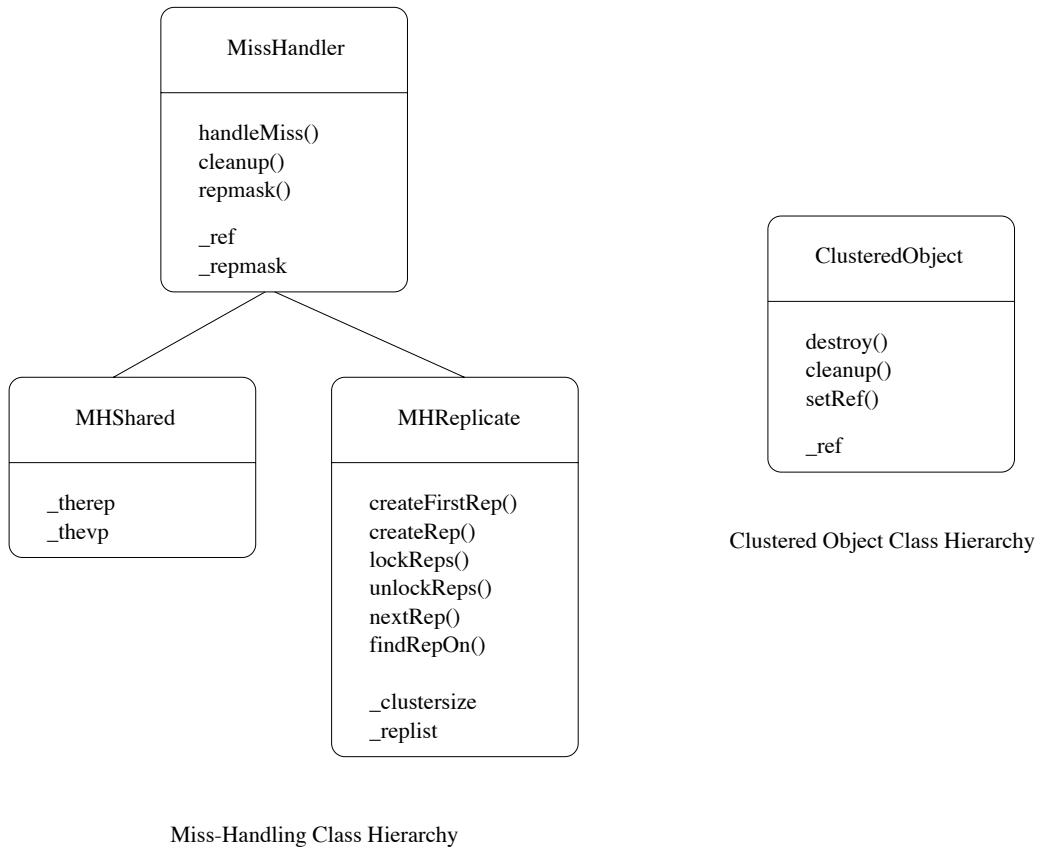 MissHandler
handleMiss()
cleanup()
repmask()
_ref
_repmask
MHShared
_therep
_thevp
MHReplicate
createFirstRep()
createRep()
lockReps()
unlockReps()
nextRep()
findRepOn()
_clustersize
_replist
Miss-Handling Class Hierarchy
ClusteredObject
destroy()
cleanup()
setRef()
_ref
Clustered Object Class Hierarchy